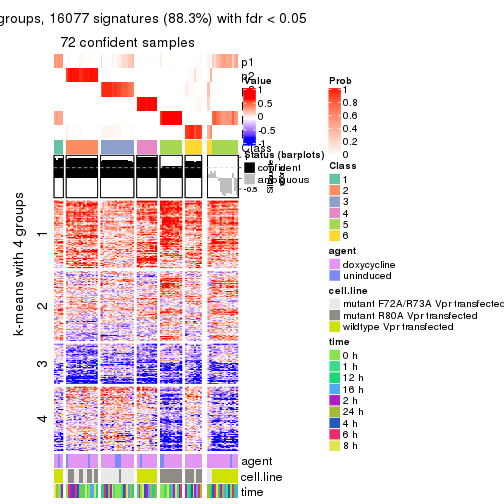 groups, 16077 signatures (88.3%) with fdr < 0.05
72 confident samples
p1
p2
Value
1
0.5
0
-0.5
-1
Prob
1
0.8
0.6
0.4
0.2
0
Class
Status (barplots)
confident
ambiguous
-0.5
Class
1
2
3
4
5
6
agent
doxycycline
uninduced
cell.line
mutant F72A/R73A Vpr transfected
mutant R80A Vpr transfected
wildtype Vpr transfected
time
0 h
1 h
12 h
16 h
2 h
24 h
4 h
6 h
8 h
k-means with 4 groups
1
2
3
4
agent
cell.line
time